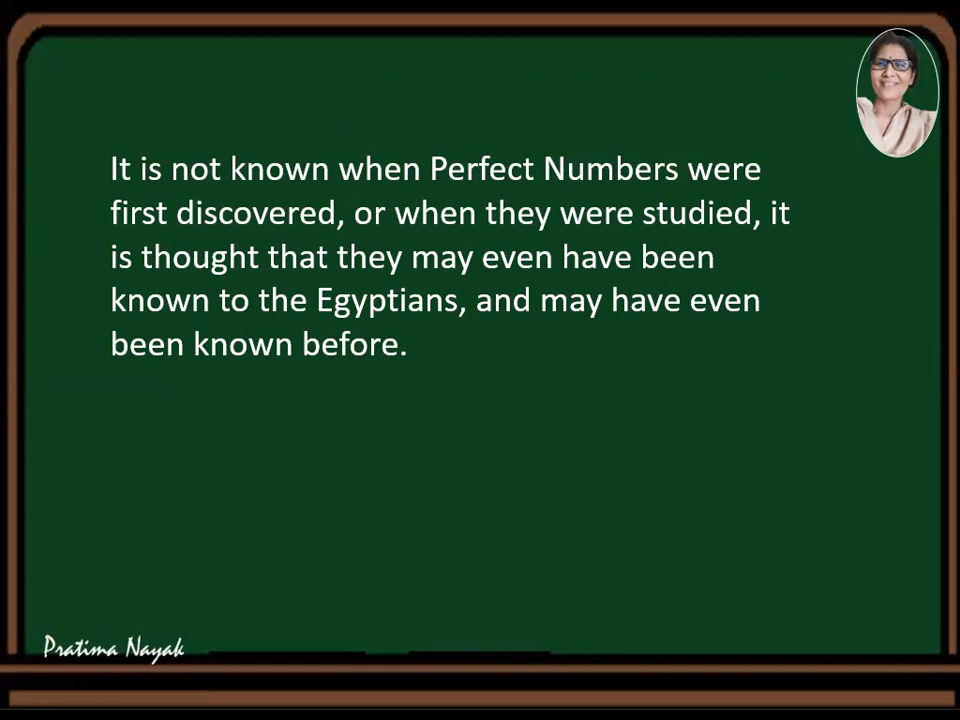 It is not known when Perfect Numbers were
first discovered, or when they were studied, it
is thought that they may even have been
known to the Egyptians, and may have even
been known before.
Pratima Nayak